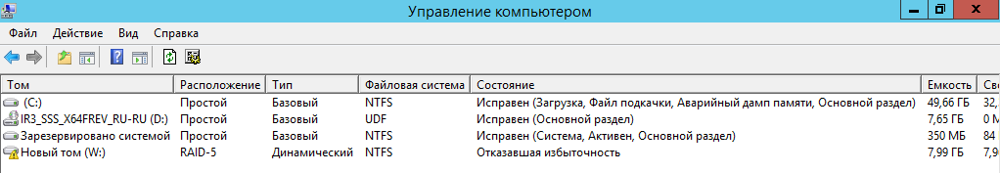 Управление компьютером
Файл Действие Вид Справка
Том Расположение Тип Файловая система Состояние Емкость Сво
(C:) Простой Базовый NTFS Исправен (Загрузка, Файл подкачки, Аварийный дамп памяти, Основной раздел) 49,66 ГБ 32,
IR3_SSS_X64FREV_RU-RU (D:) Простой Базовый UDF Исправен (Основной раздел) 7,65 ГБ 0 М
Зарезервировано системой Простой Базовый NTFS Исправен (Система, Активен, Основной раздел) 350 МБ 84
Новый том (W:) RAID-5 Динамический NTFS Отказавшая избыточность 7,99 ГБ 7,9